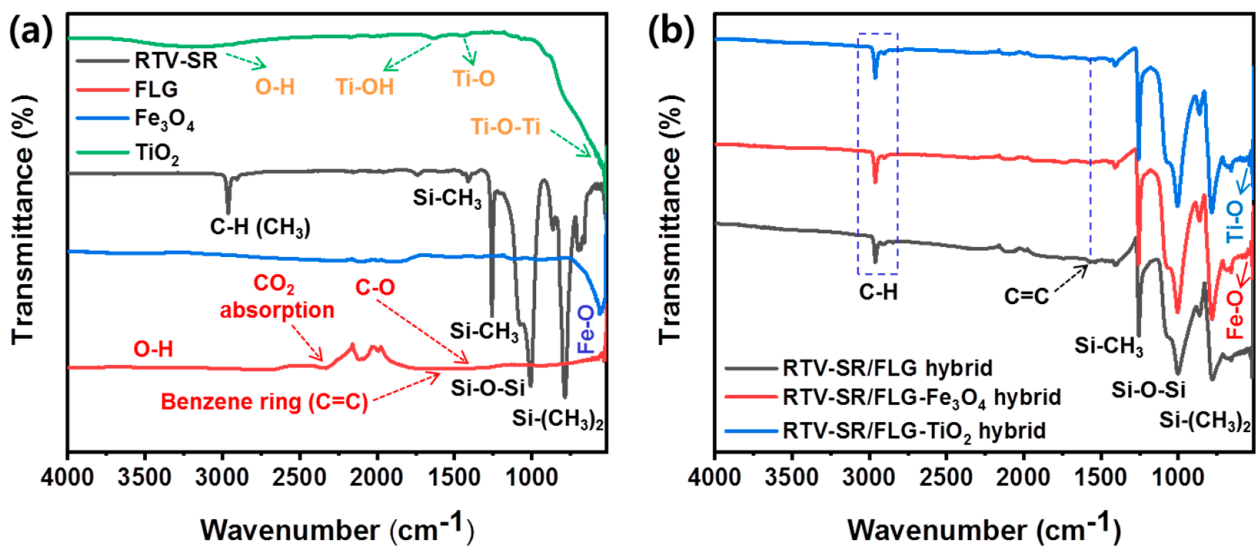 (a)
Transmittance (%)
RTV-SR
FLG
Fe3O4
TiO2
O-H
Ti-OH
Ti-O
Ti-O-Ti
C-H (CH3)
Si-CH3
Si-CH3
Fe-O
CO2
absorption
C-O
O-H
Benzene ring (C=C)
Si-O-Si
Si-(CH3)2
4000 3500 3000 2500 2000 1500 1000
Wavenumber (cm-1)
(b)
Transmittance (%)
C-H
C=C
Si-CH3
Si-O-Si
Si-(CH3)2
Ti-O
Fe-O
RTV-SR/FLG hybrid
RTV-SR/FLG-Fe3O4 hybrid
RTV-SR/FLG-TiO2 hybrid
4000 3500 3000 2500 2000 1500 1000
Wavenumber (cm-1)